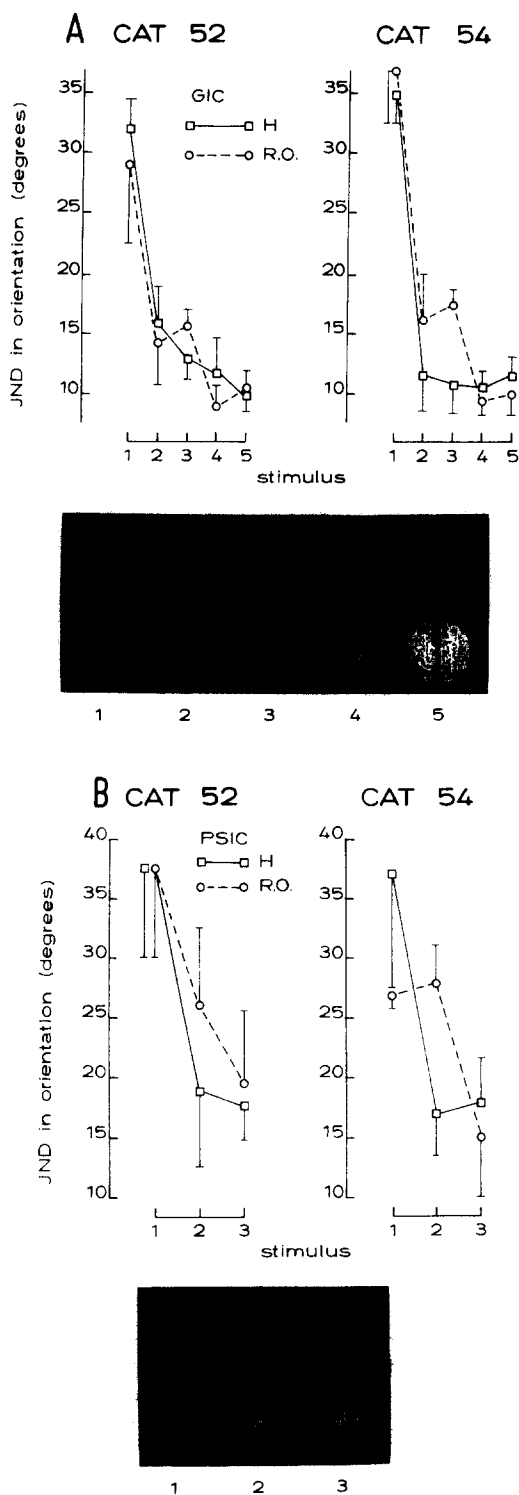 A CAT 52 CAT 54
GIC
H
R.O.
JND in orientation (degrees)
35
30
25
20
15
10
35
30
25
20
15
10
1 2 3 4 5
1 2 3 4 5
stimulus
1 2 3 4 5
B CAT 52 CAT 54
PSIC
H
R.O.
JND in orientation (degrees)
40
35
30
25
20
15
10
40
35
30
25
20
15
10
1 2 3
1 2 3
stimulus
1 2 3